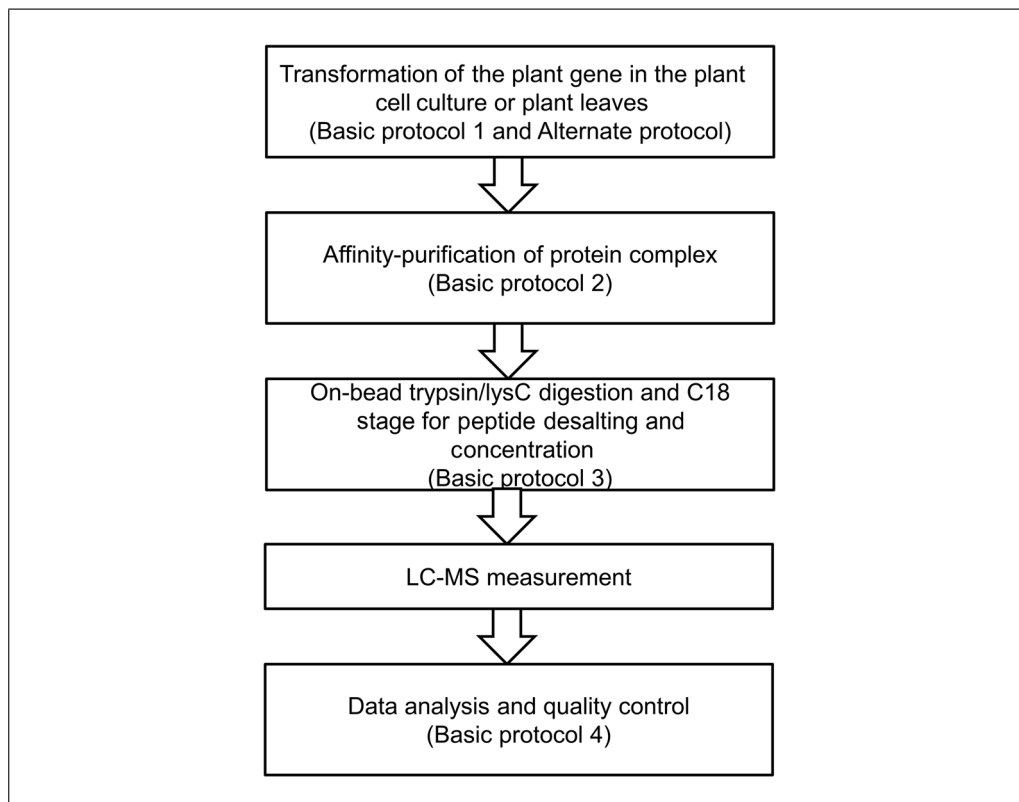 Transformation of the plant gene in the plant
cell culture or plant leaves
(Basic protocol 1 and Alternate protocol)
Affinity-purification of protein complex
(Basic protocol 2)
On-bead trypsin/lysC digestion and C18
stage for peptide desalting and
concentration
(Basic protocol 3)
LC-MS measurement
Data analysis and quality control
(Basic protocol 4)